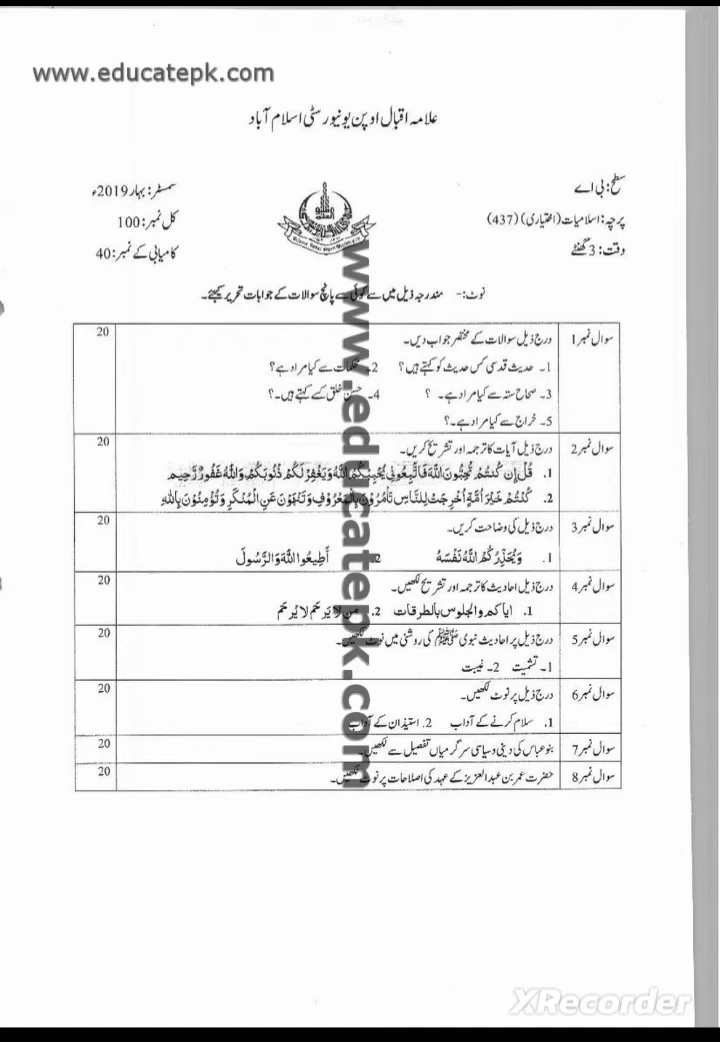 www.educatepk.com
علامہ اقبال اوپن یونیورسٹی اسلام آباد
سطح: بی اے
سمسٹر: بہار 2019ء
پرچہ: اسلامیات (اختیاری) (437)
کل نمبر: 100
وقت: 3 گھنٹے
کامیابی کے نمبر: 40
نوٹ:- مندرجہ ذیل میں سے کوئی سے پانچ سوالات کے جوابات تحریر کیجئے۔
سوال نمبر 1 درج ذیل سوالات کے مختصر جواب دیں۔ 20
1۔ حدیث قدسی کس حدیث کو کہتے ہیں؟ 2۔ سے کیا مراد ہے؟
3۔ صحاح ستہ سے کیا مراد ہے۔ ؟ 4۔ حسن خلق کسے کہتے ہیں۔؟
5۔ خراج سے کیا مراد ہے۔؟
سوال نمبر 2 درج ذیل آیات کا ترجمہ اور تشریح کریں۔ 20
1. قُلْ إِن كُنتُمْ تُحِبُّونَ اللَّهَ فَاتَّبِعُونِي يُحْبِبْكُمُ اللَّهُ وَيَغْفِرْ لَكُمْ ذُنُوبَكُمْ وَاللَّهُ غَفُورٌ رَّحِيم
2. كُنْتُمْ خَيْرَ أُمَّةٍ أُخْرِجَتْ لِلنَّاسِ تَأْمُرُوْنَ بِالْمَعْرُوْفِ وَتَنْهَوْنَ عَنِ الْمُنْكَرِ وَتُؤْمِنُوْنَ بِاللّٰهِ
سوال نمبر 3 درج ذیل کی وضاحت کریں۔ 20
1. وَيُحَذِّرُكُمُ اللَّهُ نَفْسَهُ 2. أَطِيعُوا اللَّهَ وَالرَّسُولَ
سوال نمبر 4 درج ذیل احادیث کا ترجمہ اور تشریح لکھیں۔ 20
1. اياكم والجلوس بالطرقات 2. من لا يَرحَم لا يُرحَم
سوال نمبر 5 درج ذیل پر احادیث نبوی ﷺ کی روشنی میں نوٹ لکھیں۔ 20
1۔ تشمیت 2۔ غیبت
سوال نمبر 6 درج ذیل پر نوٹ لکھیں۔ 20
1. سلام کرنے کے آداب 2. استیذان کے آداب
سوال نمبر 7 بنو عباس کی دینی و سیاسی سرگرمیاں تفصیل سے لکھیں۔ 20
سوال نمبر 8 حضرت عمر بن عبدالعزیز کے عہد کی اصلاحات پر نوٹ لکھیں۔ 20
www.educatepk.com
XRecorder